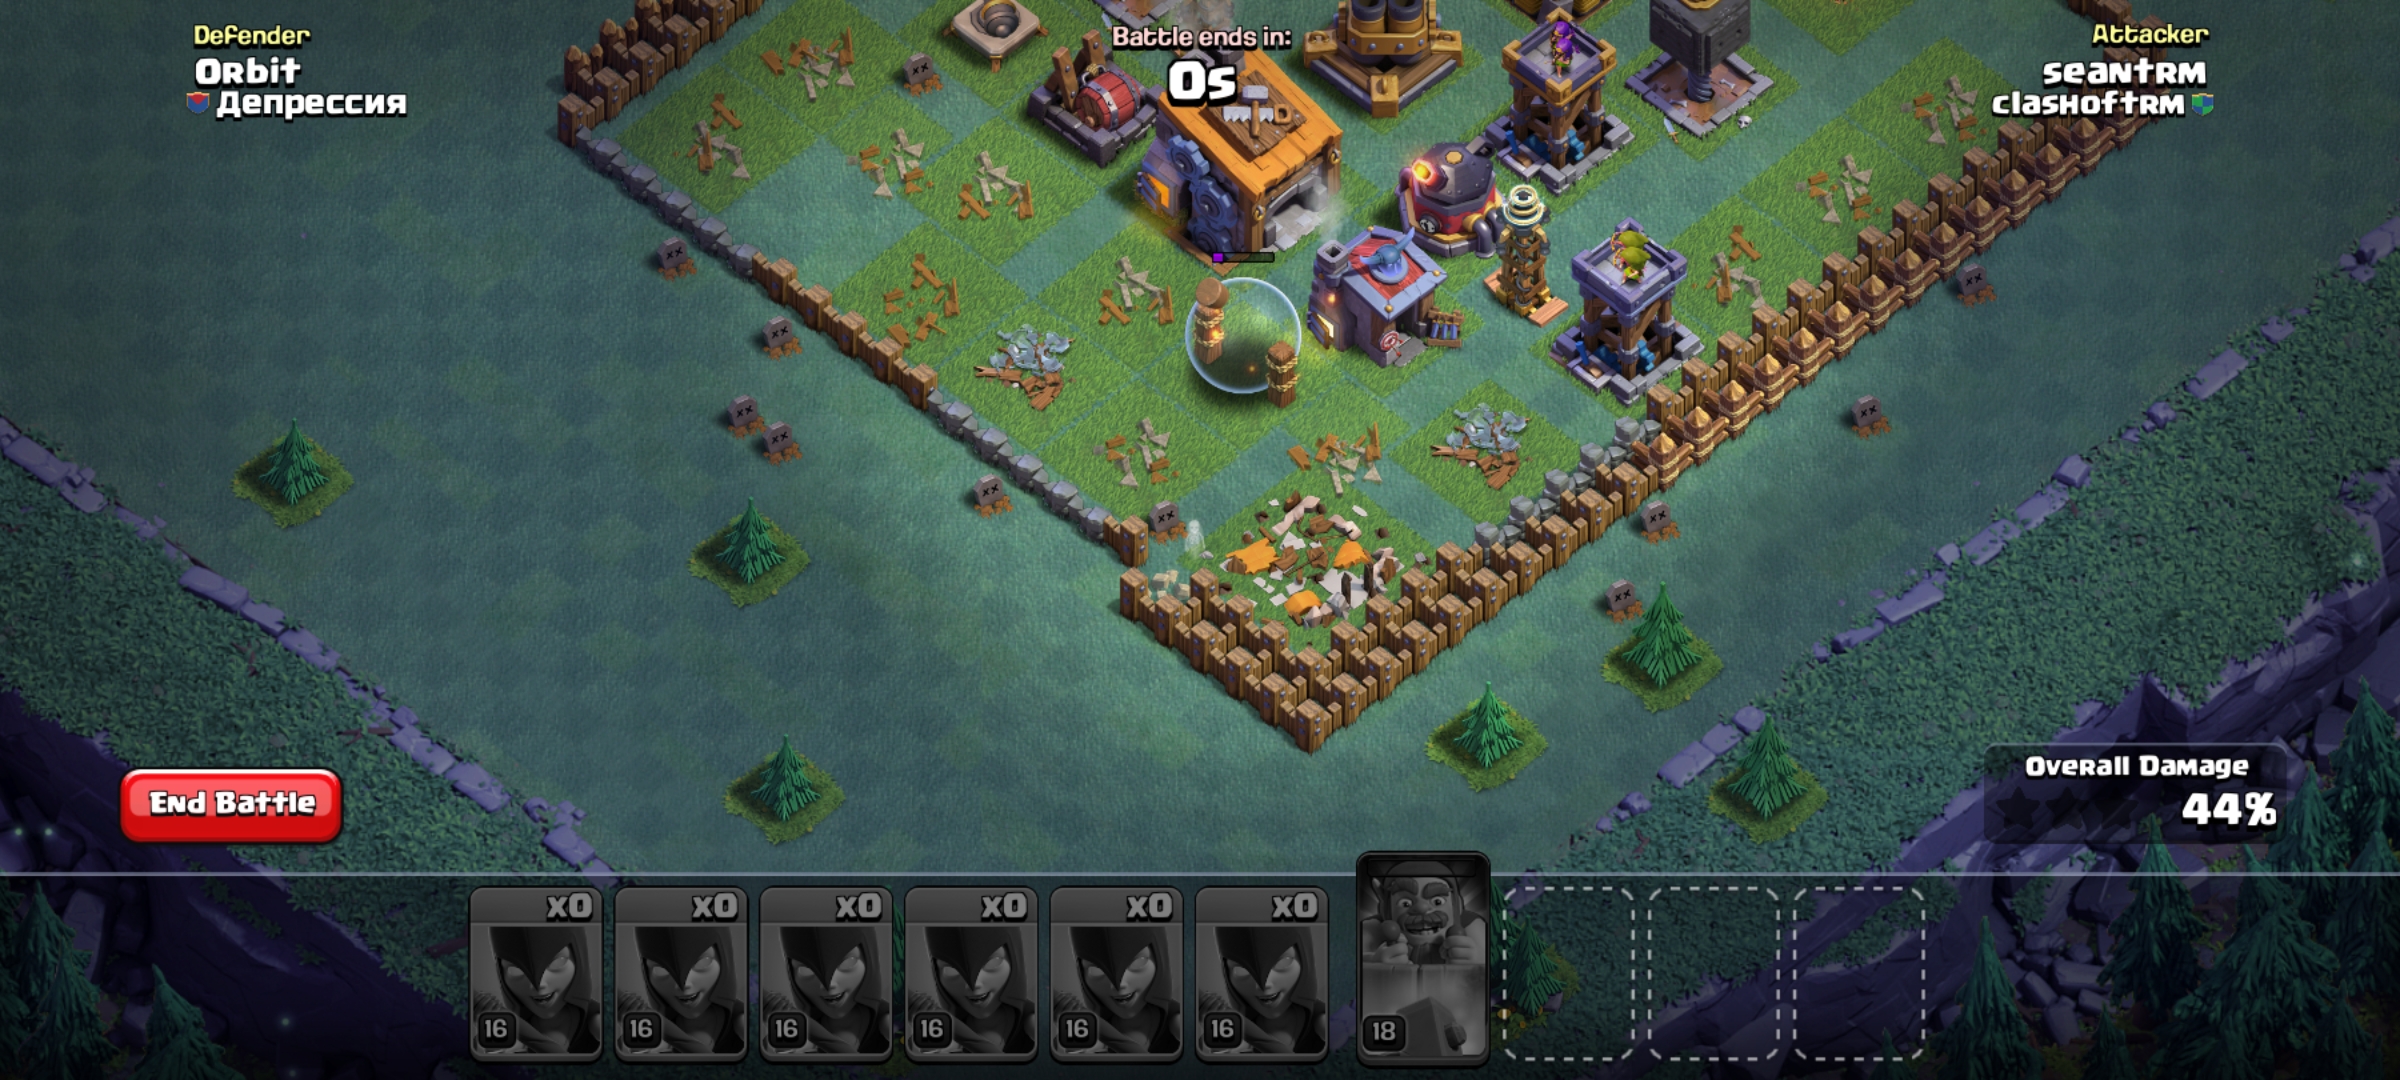 Defender
Orbit
Депрессия
Battle ends in:
0s
Attacker
seantrm
clashoftrm
End Battle
Overall Damage
44%
x0
x0
x0
x0
x0
x0
16
16
16
16
16
16
18